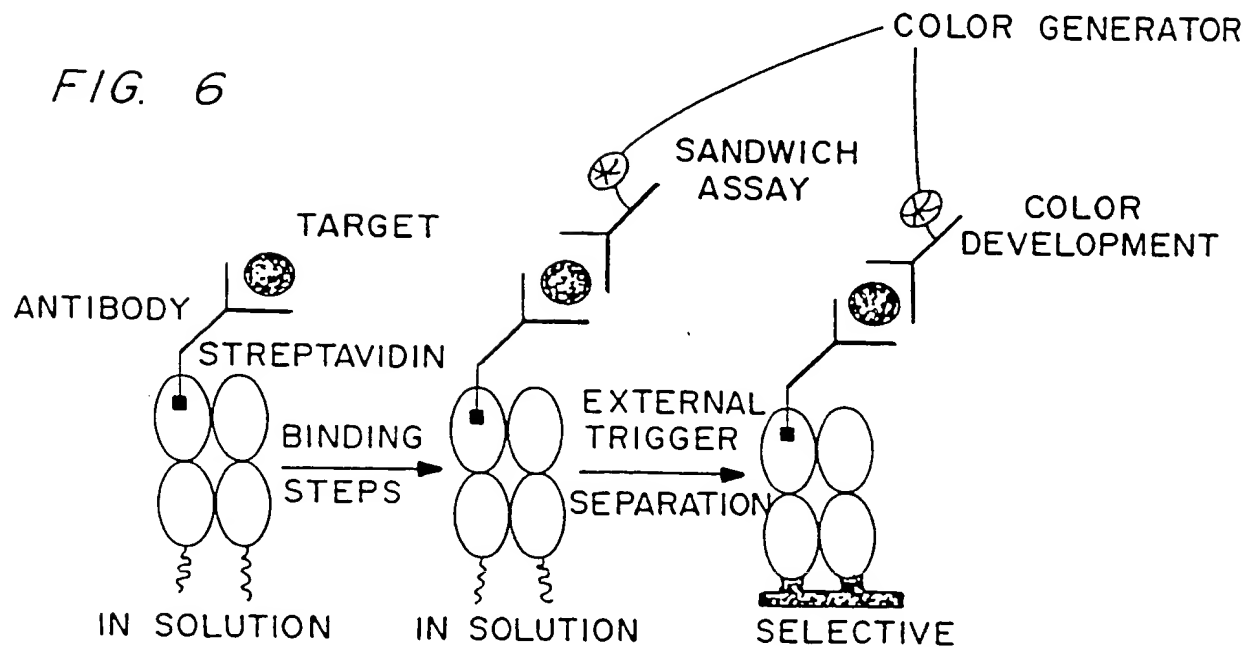 COLOR GENERATOR
FIG. 6
SANDWICH
ASSAY
TARGET
COLOR
DEVELOPMENT
ANTIBODY
STREPTAVIDIN
BINDING
STEPS
EXTERNAL
TRIGGER
SEPARATION
IN SOLUTION
IN SOLUTION
SELECTIVE